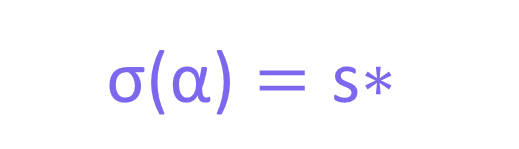 σ(α) = s*